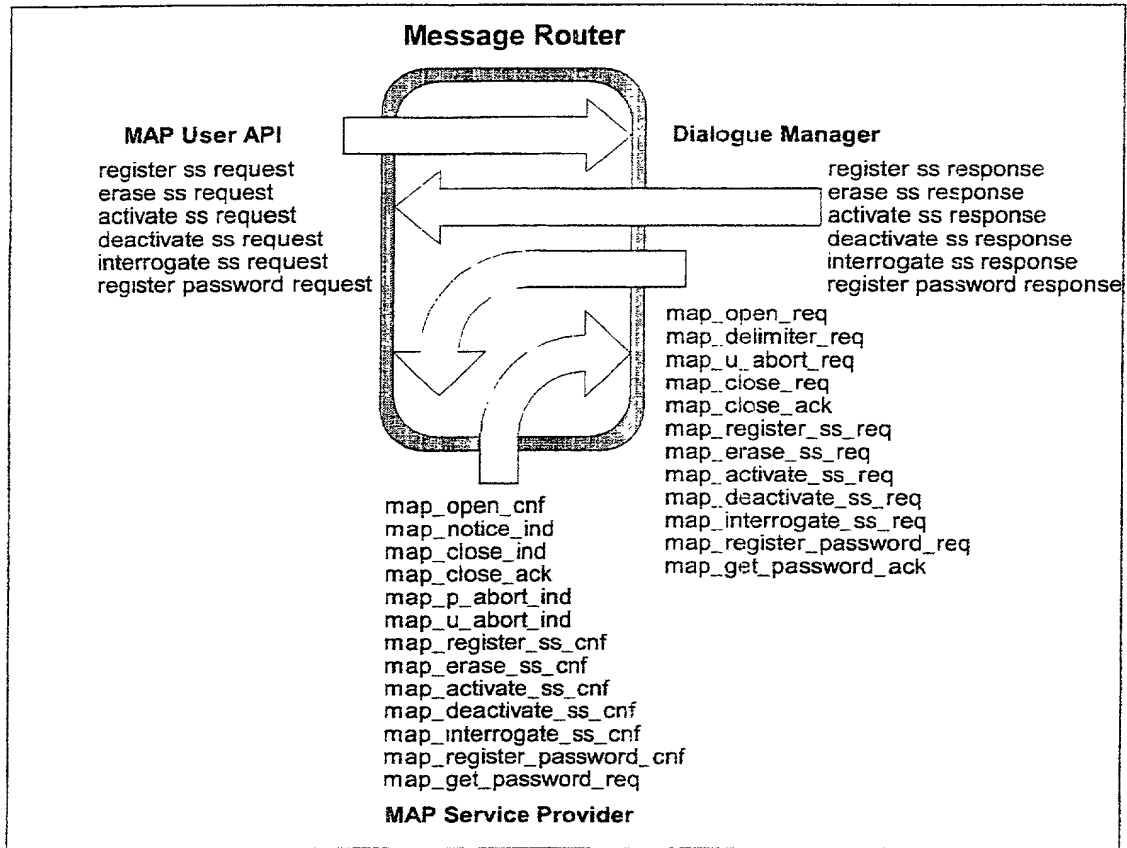 Message Router
MAP User API
register ss request
erase ss request
activate ss request
deactivate ss request
interrogate ss request
register password request
Dialogue Manager
register ss response
erase ss response
activate ss response
deactivate ss response
interrogate ss response
register password response
map_open_req
map_delimiter_req
map_u_abort_req
map_close_req
map_close_ack
map_register_ss_req
map_erase_ss_req
map_activate_ss_req
map_deactivate_ss_req
map_interrogate_ss_req
map_register_password_req
map_get_password_ack
map_open_cnf
map_notice_ind
map_close_ind
map_close_ack
map_p_abort_ind
map_u_abort_ind
map_register_ss_cnf
map_erase_ss_cnf
map_activate_ss_cnf
map_deactivate_ss_cnf
map_interrogate_ss_cnf
map_register_password_cnf
map_get_password_req
MAP Service Provider